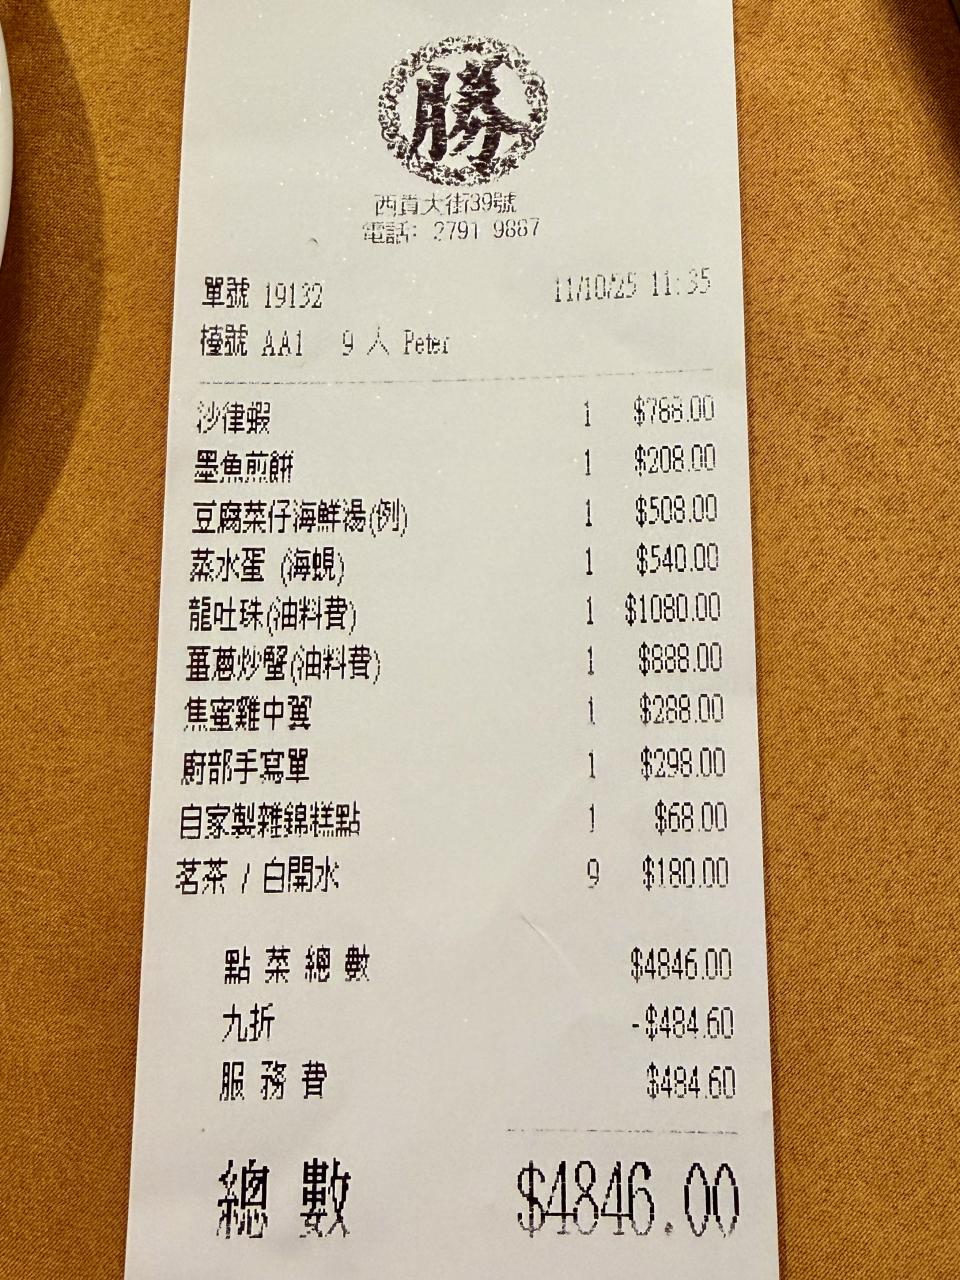 勝
西貢大街39號
電話: 2791 9887
單號 19132 11/10/25 11:35
檯號 AA1 9 人 Peter
沙律蝦 1 $788.00
墨魚煎餅 1 $208.00
豆腐菜仔海鮮湯(例) 1 $508.00
蒸水蛋 (海蜆) 1 $540.00
龍吐珠(油料費) 1 $1080.00
薑蔥炒蟹(油料費) 1 $888.00
焦蜜雞中翼 1 $288.00
廚部手寫單 1 $298.00
自家製雜錦糕點 1 $68.00
茗茶 / 白開水 9 $180.00
點菜總數 $4846.00
九折 -$484.60
服務費 $484.60
總數 $4846.00